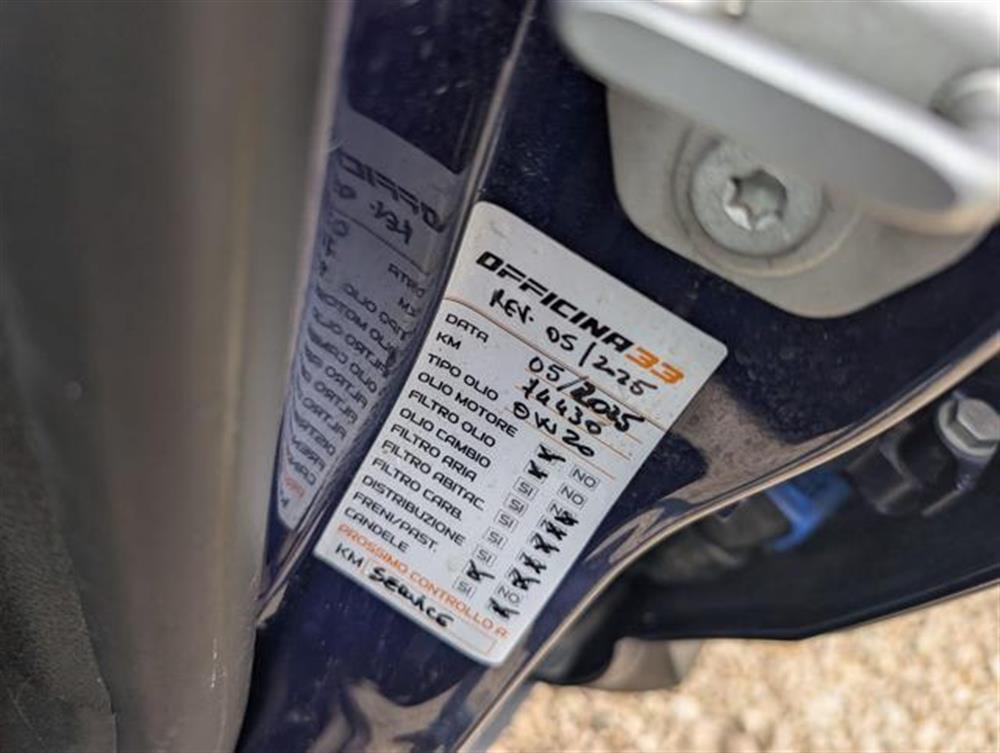 OFFICINA33
REV. 05/2025
DATA 05/2025
KM 74430
TIPO OLIO 0W20
OLIO MOTORE NO
FILTRO OLIO NO
OLIO CAMBIO SI
FILTRO ARIA SI
FILTRO ABITAC. SI
FILTRO CARB. SI
DISTRIBUZIONE SI
FRENI/PAST. NO
CANDELE SI
PROSSIMO CONTROLLO A
KM SERVICE